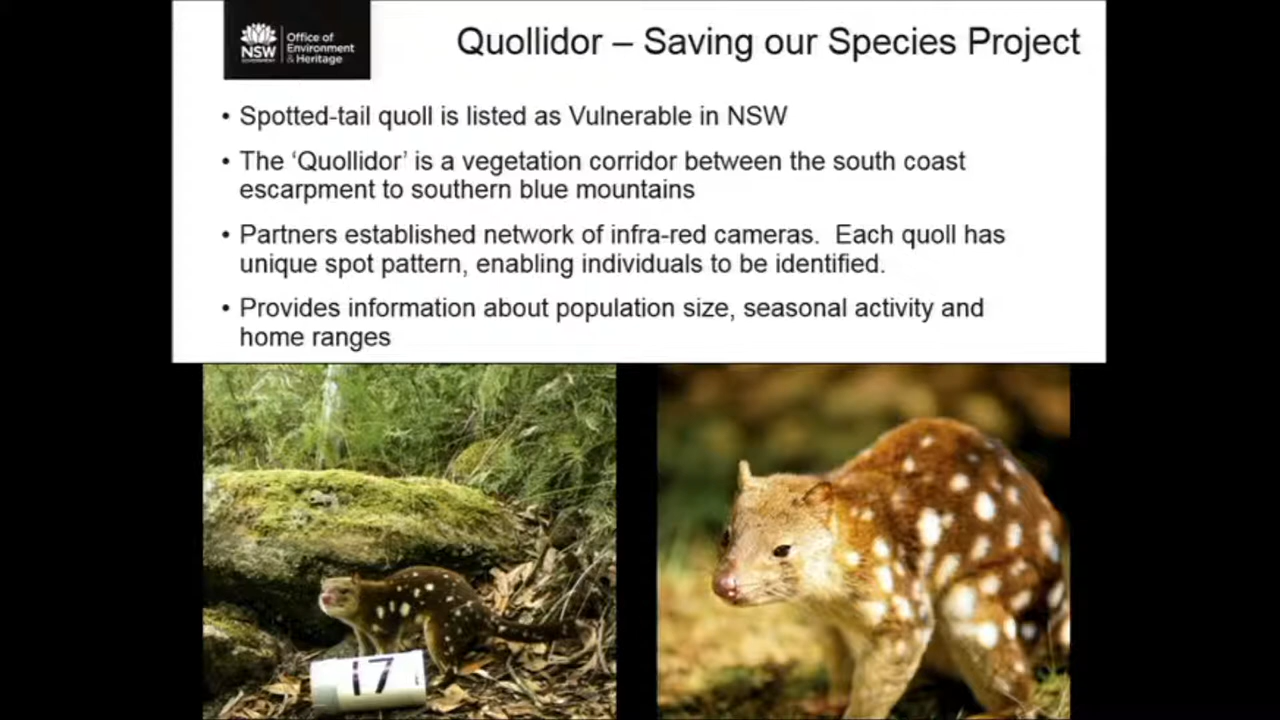 Quollidor – Saving our Species Project
NSW
GOVERNMENT
Office of
Environment
& Heritage
• Spotted-tail quoll is listed as Vulnerable in NSW
• The ‘Quollidor’ is a vegetation corridor between the south coast
escarpment to southern blue mountains
• Partners established network of infra-red cameras.  Each quoll has
unique spot pattern, enabling individuals to be identified.
• Provides information about population size, seasonal activity and
home ranges
17